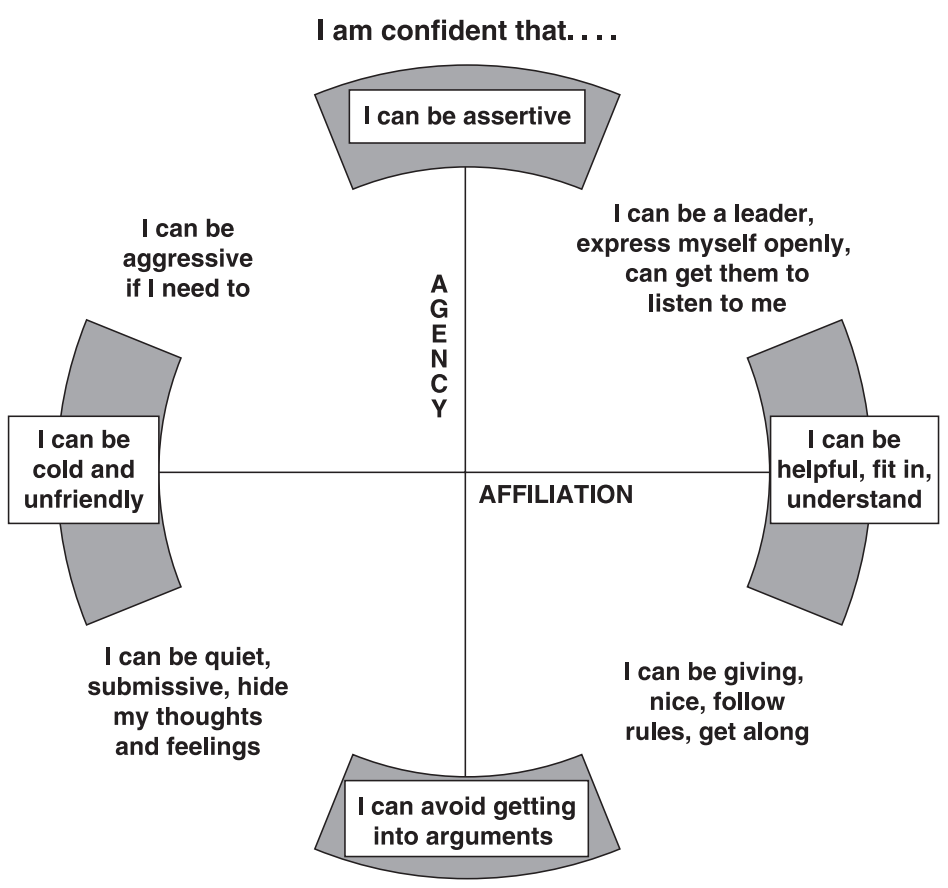 I am confident that. . . .
I can be assertive
I can be
aggressive
if I need to
I can be a leader,
express myself openly,
can get them to
listen to me
A
G
E
N
C
Y
I can be
cold and
unfriendly
AFFILIATION
I can be
helpful, fit in,
understand
I can be quiet,
submissive, hide
my thoughts
and feelings
I can be giving,
nice, follow
rules, get along
I can avoid getting
into arguments